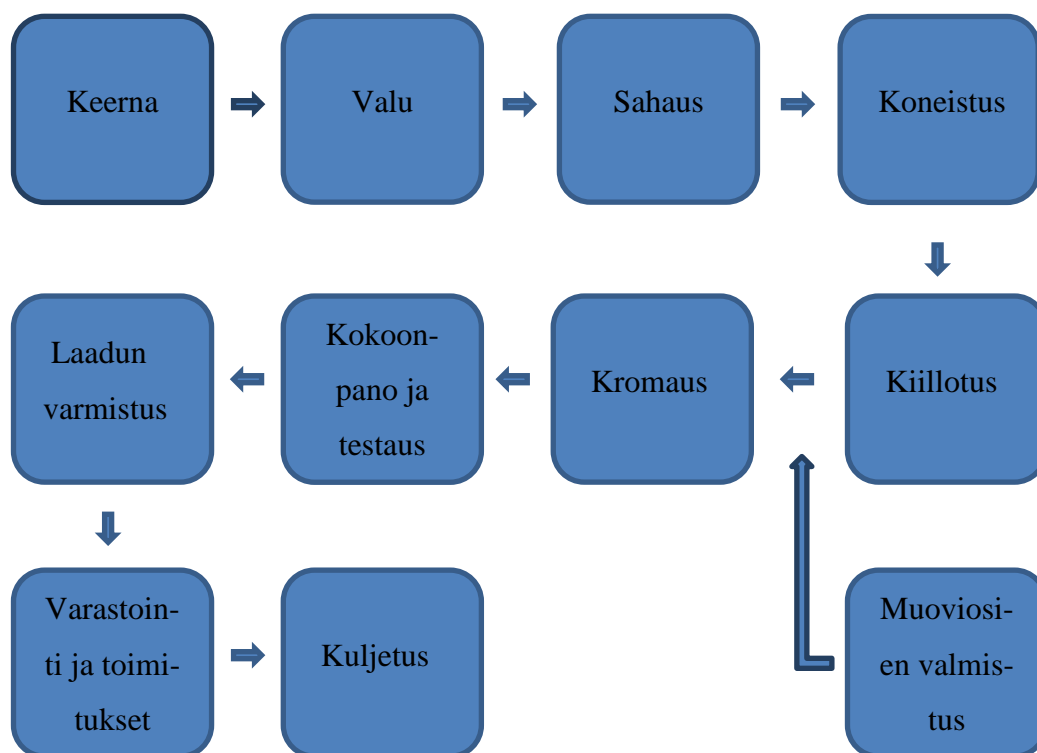 Keerna
Valu
Sahaus
Koneistus
Laadun
varmistus
Kokoon-
pano ja
testaus
Kromaus
Kiillotus
Varastoin-
ti ja toimi-
tukset
Kuljetus
Muoviosi-
en valmis-
tus